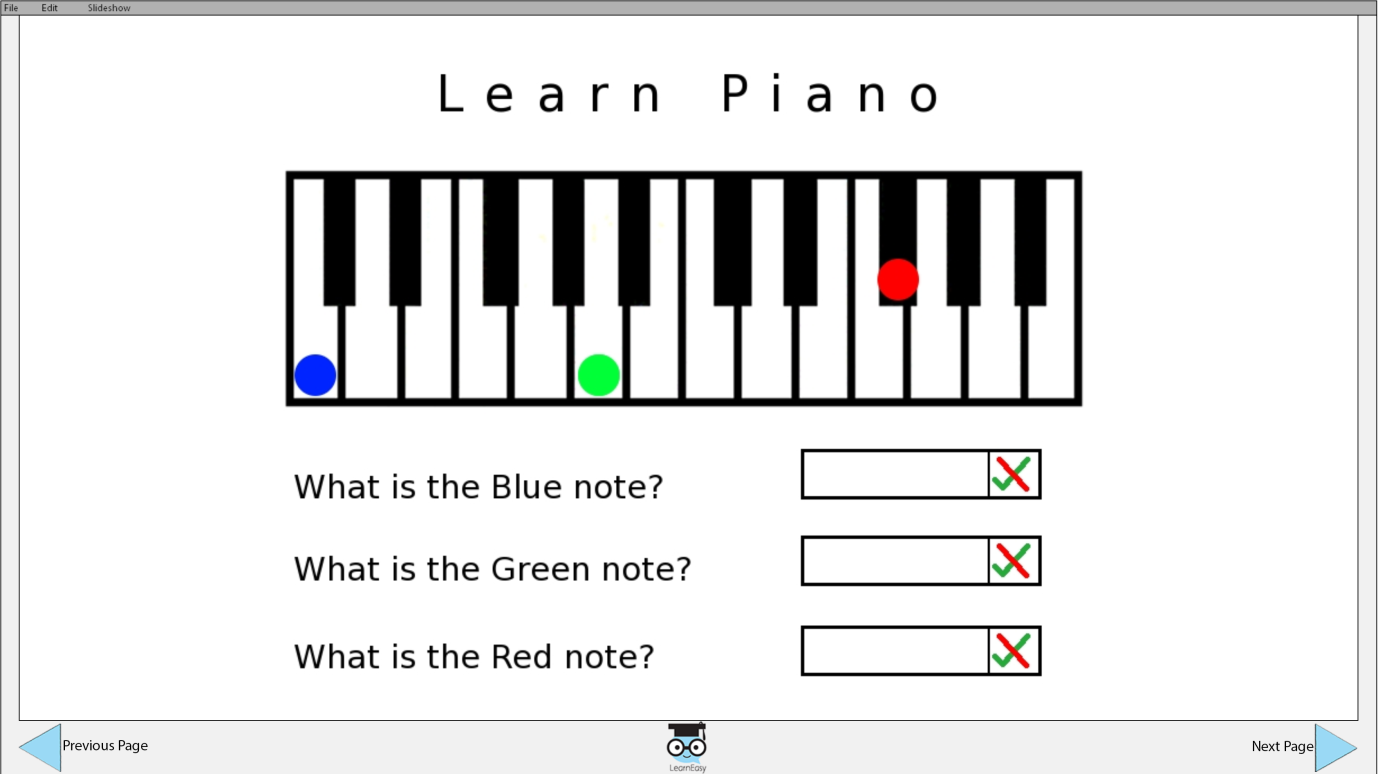 File Edit Slideshow
Learn Piano
What is the Blue note?
What is the Green note?
What is the Red note?
Previous Page
LearnEasy
Next Page